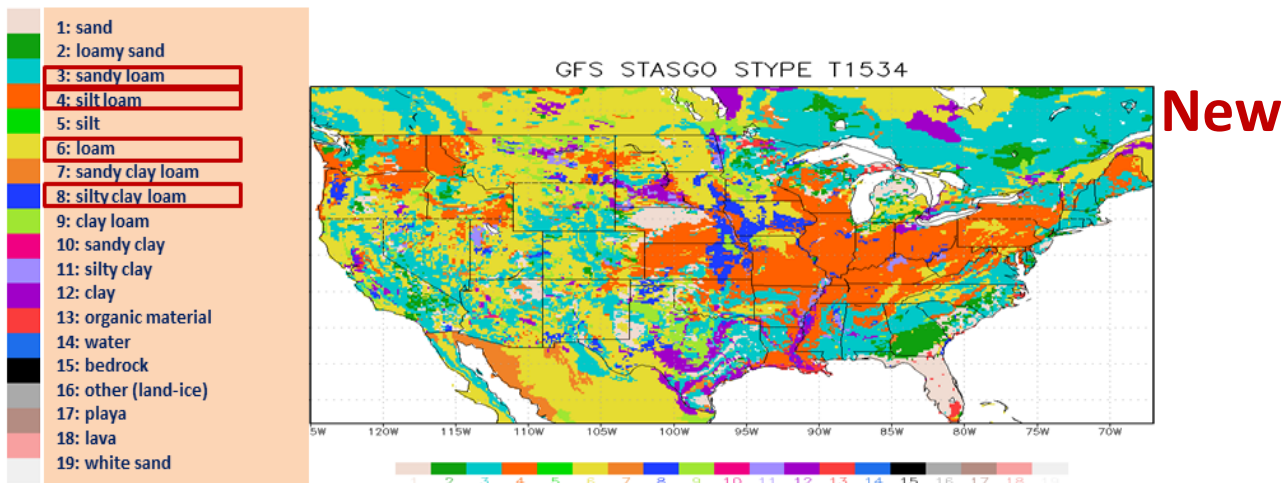 1: sand
2: loamy sand
3: sandy loam
4: silt loam
5: silt
6: loam
7: sandy clay loam
8: silty clay loam
9: clay loam
10: sandy clay
11: silty clay
12: clay
13: organic material
14: water
15: bedrock
16: other (land-ice)
17: playa
18: lava
19: white sand
GFS STASGO STYPE T1534
New
5W 120W 115W 110W 105W 100W 95W 90W 85W 80W 75W 70W
1 2 3 4 5 6 7 8 9 10 11 12 13 14 15 16 17 18 19